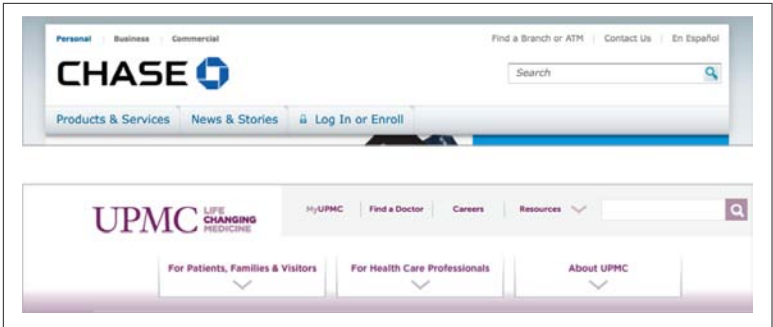 Personal Business Commercial Find a Branch or ATM Contact Us En Español
CHASE
Search
Products & Services News & Stories Log In or Enroll
UPMC LIFE CHANGING MEDICINE
MyUPMC Find a Doctor Careers Resources
For Patients, Families & Visitors For Health Care Professionals About UPMC